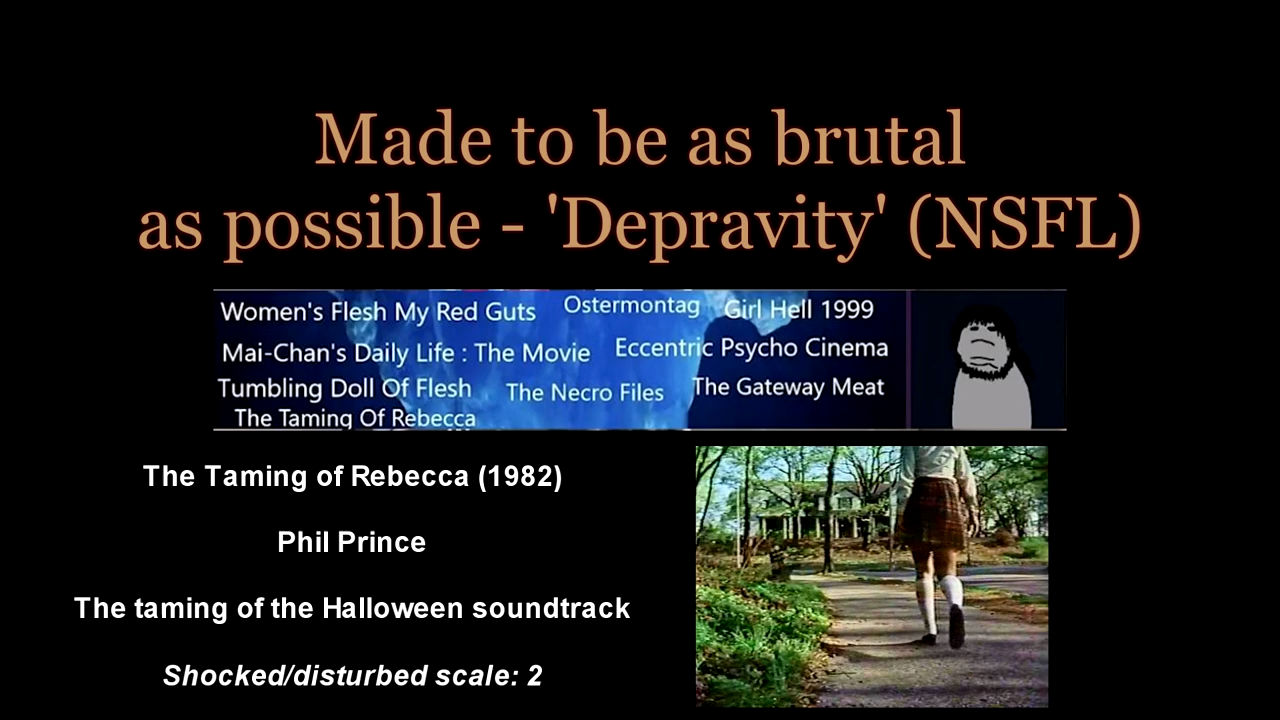 Made to be as brutal
as possible - 'Depravity' (NSFL)
Women's Flesh My Red Guts Ostermontag Girl Hell 1999
Mai-Chan's Daily Life : The Movie Eccentric Psycho Cinema
Tumbling Doll Of Flesh The Necro Files The Gateway Meat
The Taming Of Rebecca
The Taming of Rebecca (1982)
Phil Prince
The taming of the Halloween soundtrack
Shocked/disturbed scale: 2